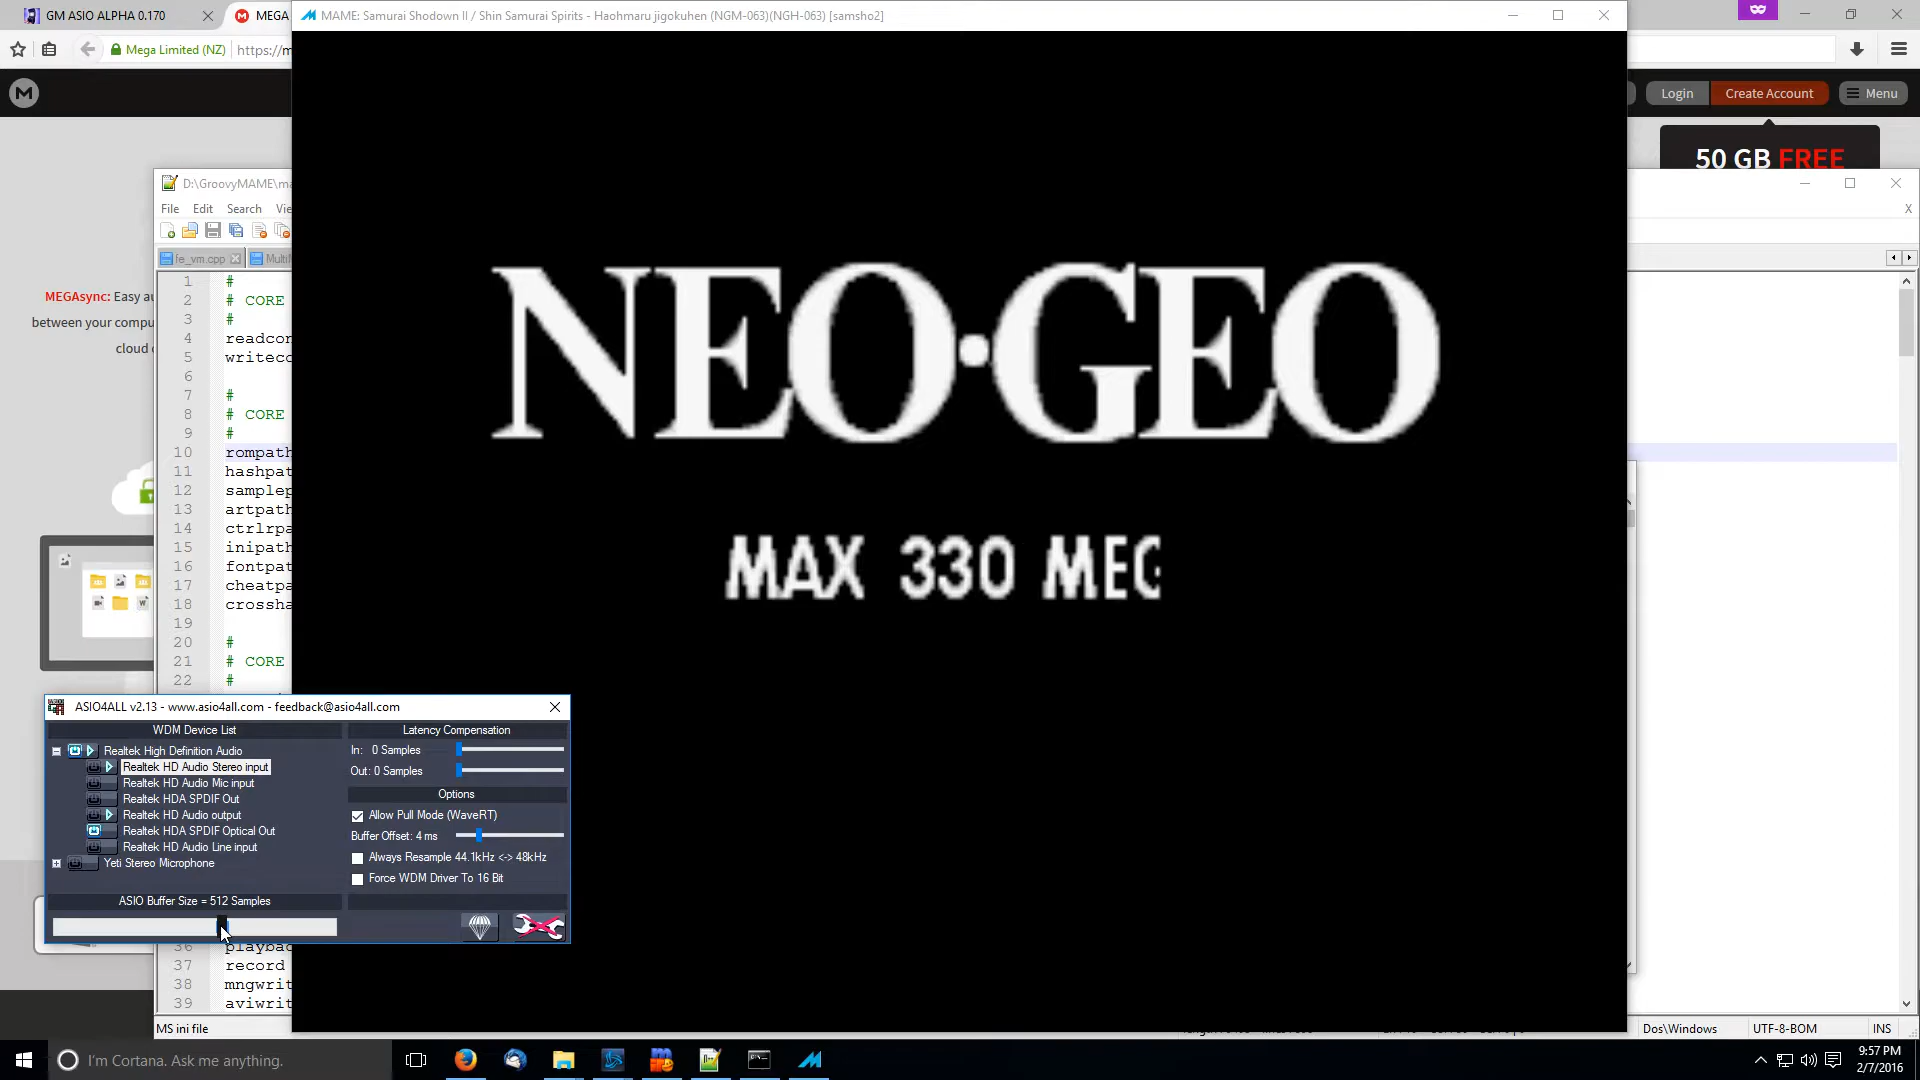 GM ASIO ALPHA 0.170
MEGA
MAME: Samurai Shodown II / Shin Samurai Spirits - Haohmaru jigokuhen (NGM-063)(NGH-063) [samsho2]
Mega Limited (NZ)
https://m
M
Login
Create Account
Menu
50 GB FREE
D:\GroovyMAME\ma
File Edit Search Vie
X
fe_vm.cpp
Multif
1 #
2 # CORE
3 #
4 readcon
5 writeco
6
7 #
8 # CORE
9 #
10 rompath
11 hashpat
12 samplep
13 artpath
14 ctrlrpa
15 inipath
16 fontpat
17 cheatpa
18 crossha
19
20 #
21 # CORE
22 #
MEGAsync: Easy au
between your compu
cloud
NEO·GEO
MAX 330 MEG
ASIO4ALL v2.13 - www.asio4all.com - feedback@asio4all.com
WDM Device List
Realtek High Definition Audio
Realtek HD Audio Stereo input
Realtek HD Audio Mic input
Realtek HDA SPDIF Out
Realtek HD Audio output
Realtek HDA SPDIF Optical Out
Realtek HD Audio Line input
Yeti Stereo Microphone
ASIO Buffer Size = 512 Samples
Latency Compensation
In: 0 Samples
Out: 0 Samples
Options
Allow Pull Mode (WaveRT)
Buffer Offset: 4 ms
Always Resample 44.1kHz <-> 48kHz
Force WDM Driver To 16 Bit
36 playbac
37 record
38 mngwrit
39 aviwrit
MS ini file
Dos\Windows
UTF-8-BOM
INS
I'm Cortana. Ask me anything.
9:57 PM
2/7/2016